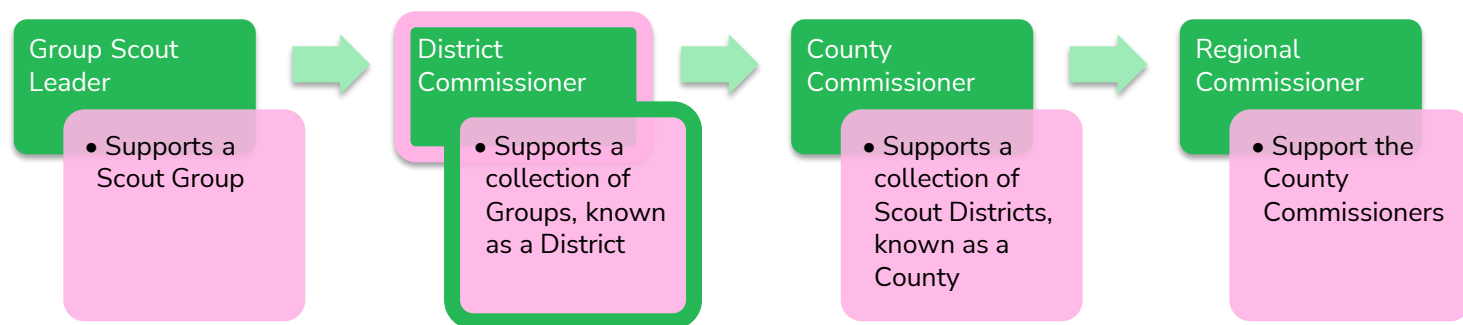 Group Scout
Leader
• Supports a
Scout Group
District
Commissioner
• Supports a
collection of
Groups, known
as a District
County
Commissioner
• Supports a
collection of
Scout Districts,
known as a
County
Regional
Commissioner
• Support the
County
Commissioners